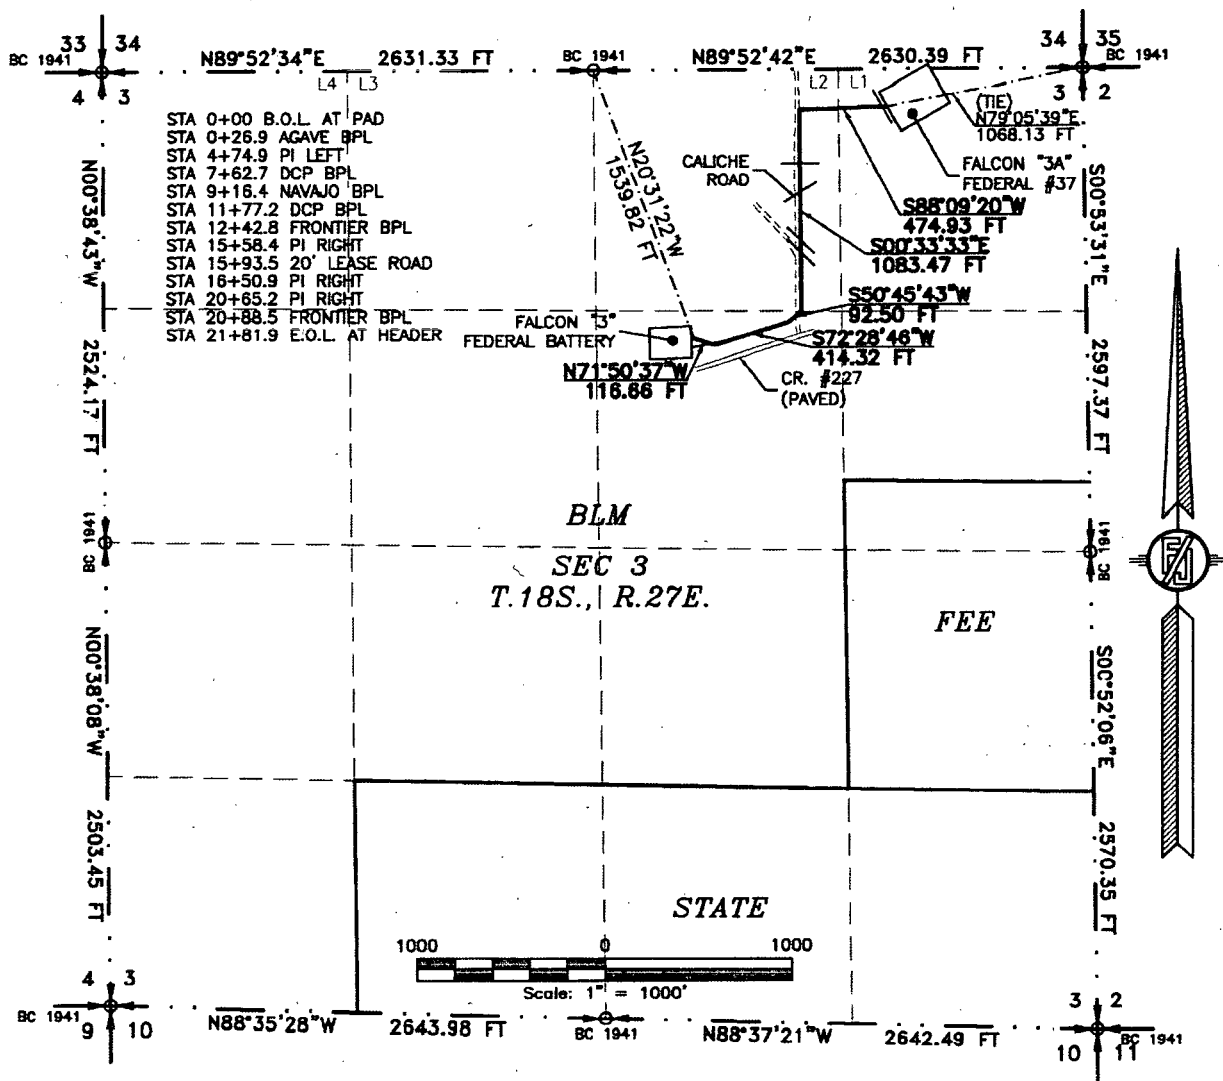 33 34
BC 1941
4 3
N89°52'34"E 2631.33 FT
BC 1941
N89°52'42"E 2630.39 FT
34 35
BC 1941
3 2
L4 L3
L2 L1
STA 0+00 B.O.L. AT PAD
STA 0+26.9 AGAVE BPL
STA 4+74.9 PI LEFT
STA 7+62.7 DCP BPL
STA 9+16.4 NAVAJO BPL
STA 11+77.2 DCP BPL
STA 12+42.8 FRONTIER BPL
STA 15+58.4 PI RIGHT
STA 15+93.5 20' LEASE ROAD
STA 16+50.9 PI RIGHT
STA 20+65.2 PI RIGHT
STA 20+88.5 FRONTIER BPL
STA 21+81.9 E.O.L. AT HEADER
N20°31'22"W
1539.82 FT
CALICHE
ROAD
(TIE)
N79°05'39"E
1068.13 FT
FALCON "3A"
FEDERAL #37
S88°09'20"W
474.93 FT
S00°33'33"E
1083.47 FT
S50°45'43"W
92.50 FT
S72°28'46"W
414.32 FT
FALCON "3"
FEDERAL BATTERY
N71°50'37"W
116.66 FT
CR. #227
(PAVED)
N00°38'43"W
2524.17 FT
S00°53'31"E
2597.37 FT
BC 1941
BC 1941
BLM
SEC 3
T.18S., R.27E.
FEE
N00°38'08"W
2503.45 FT
S00°52'06"E
2570.35 FT
STATE
1000 0 1000
Scale: 1" = 1000'
4 3
BC 1941
9 10
N88°35'28"W 2643.98 FT
BC 1941
N88°37'21"W 2642.49 FT
3 2
BC 1941
10 11